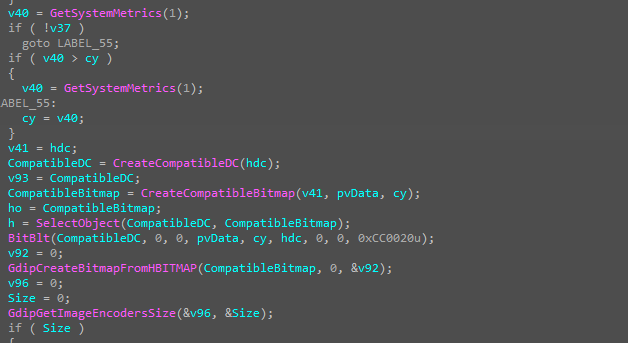 }
v40 = GetSystemMetrics(1);
if ( !v37 )
goto LABEL_55;
if ( v40 > cy )
{
v40 = GetSystemMetrics(1);
ABEL_55:
cy = v40;
}
v41 = hdc;
CompatibleDC = CreateCompatibleDC(hdc);
v93 = CompatibleDC;
CompatibleBitmap = CreateCompatibleBitmap(v41, pvData, cy);
ho = CompatibleBitmap;
h = SelectObject(CompatibleDC, CompatibleBitmap);
BitBlt(CompatibleDC, 0, 0, pvData, cy, hdc, 0, 0, 0xCC0020u);
v92 = 0;
GdipCreateBitmapFromHBITMAP(CompatibleBitmap, 0, &v92);
v96 = 0;
Size = 0;
GdipGetImageEncodersSize(&v96, &Size);
if ( Size )
{